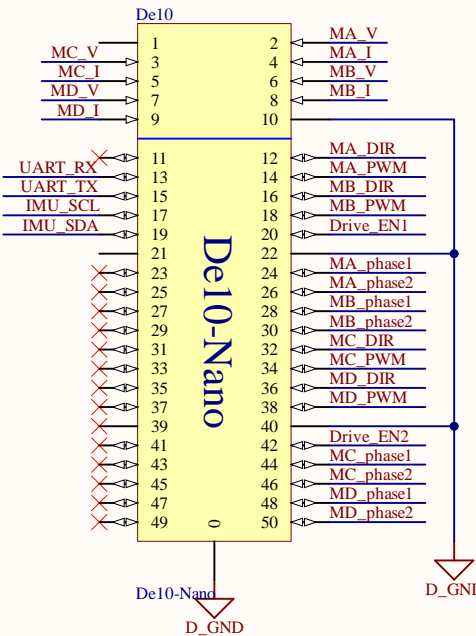 De10
1 2 MA_V
MC_V 3 4 MA_I
MC_I 5 6 MB_V
MD_V 7 8 MB_I
MD_I 9 10
11 12 MA_DIR
UART_RX 13 14 MA_PWM
UART_TX 15 16 MB_DIR
IMU_SCL 17 18 MB_PWM
IMU_SDA 19 20 Drive_EN1
21 22
23 24 MA_phase1
25 26 MA_phase2
27 28 MB_phase1
29 30 MB_phase2
31 32 MC_DIR
33 34 MC_PWM
35 36 MD_DIR
37 38 MD_PWM
39 40
41 42 Drive_EN2
43 44 MC_phase1
45 46 MC_phase2
47 48 MD_phase1
49 50 MD_phase2
0
De10-Nano
De10-Nano
D_GND
D_GND